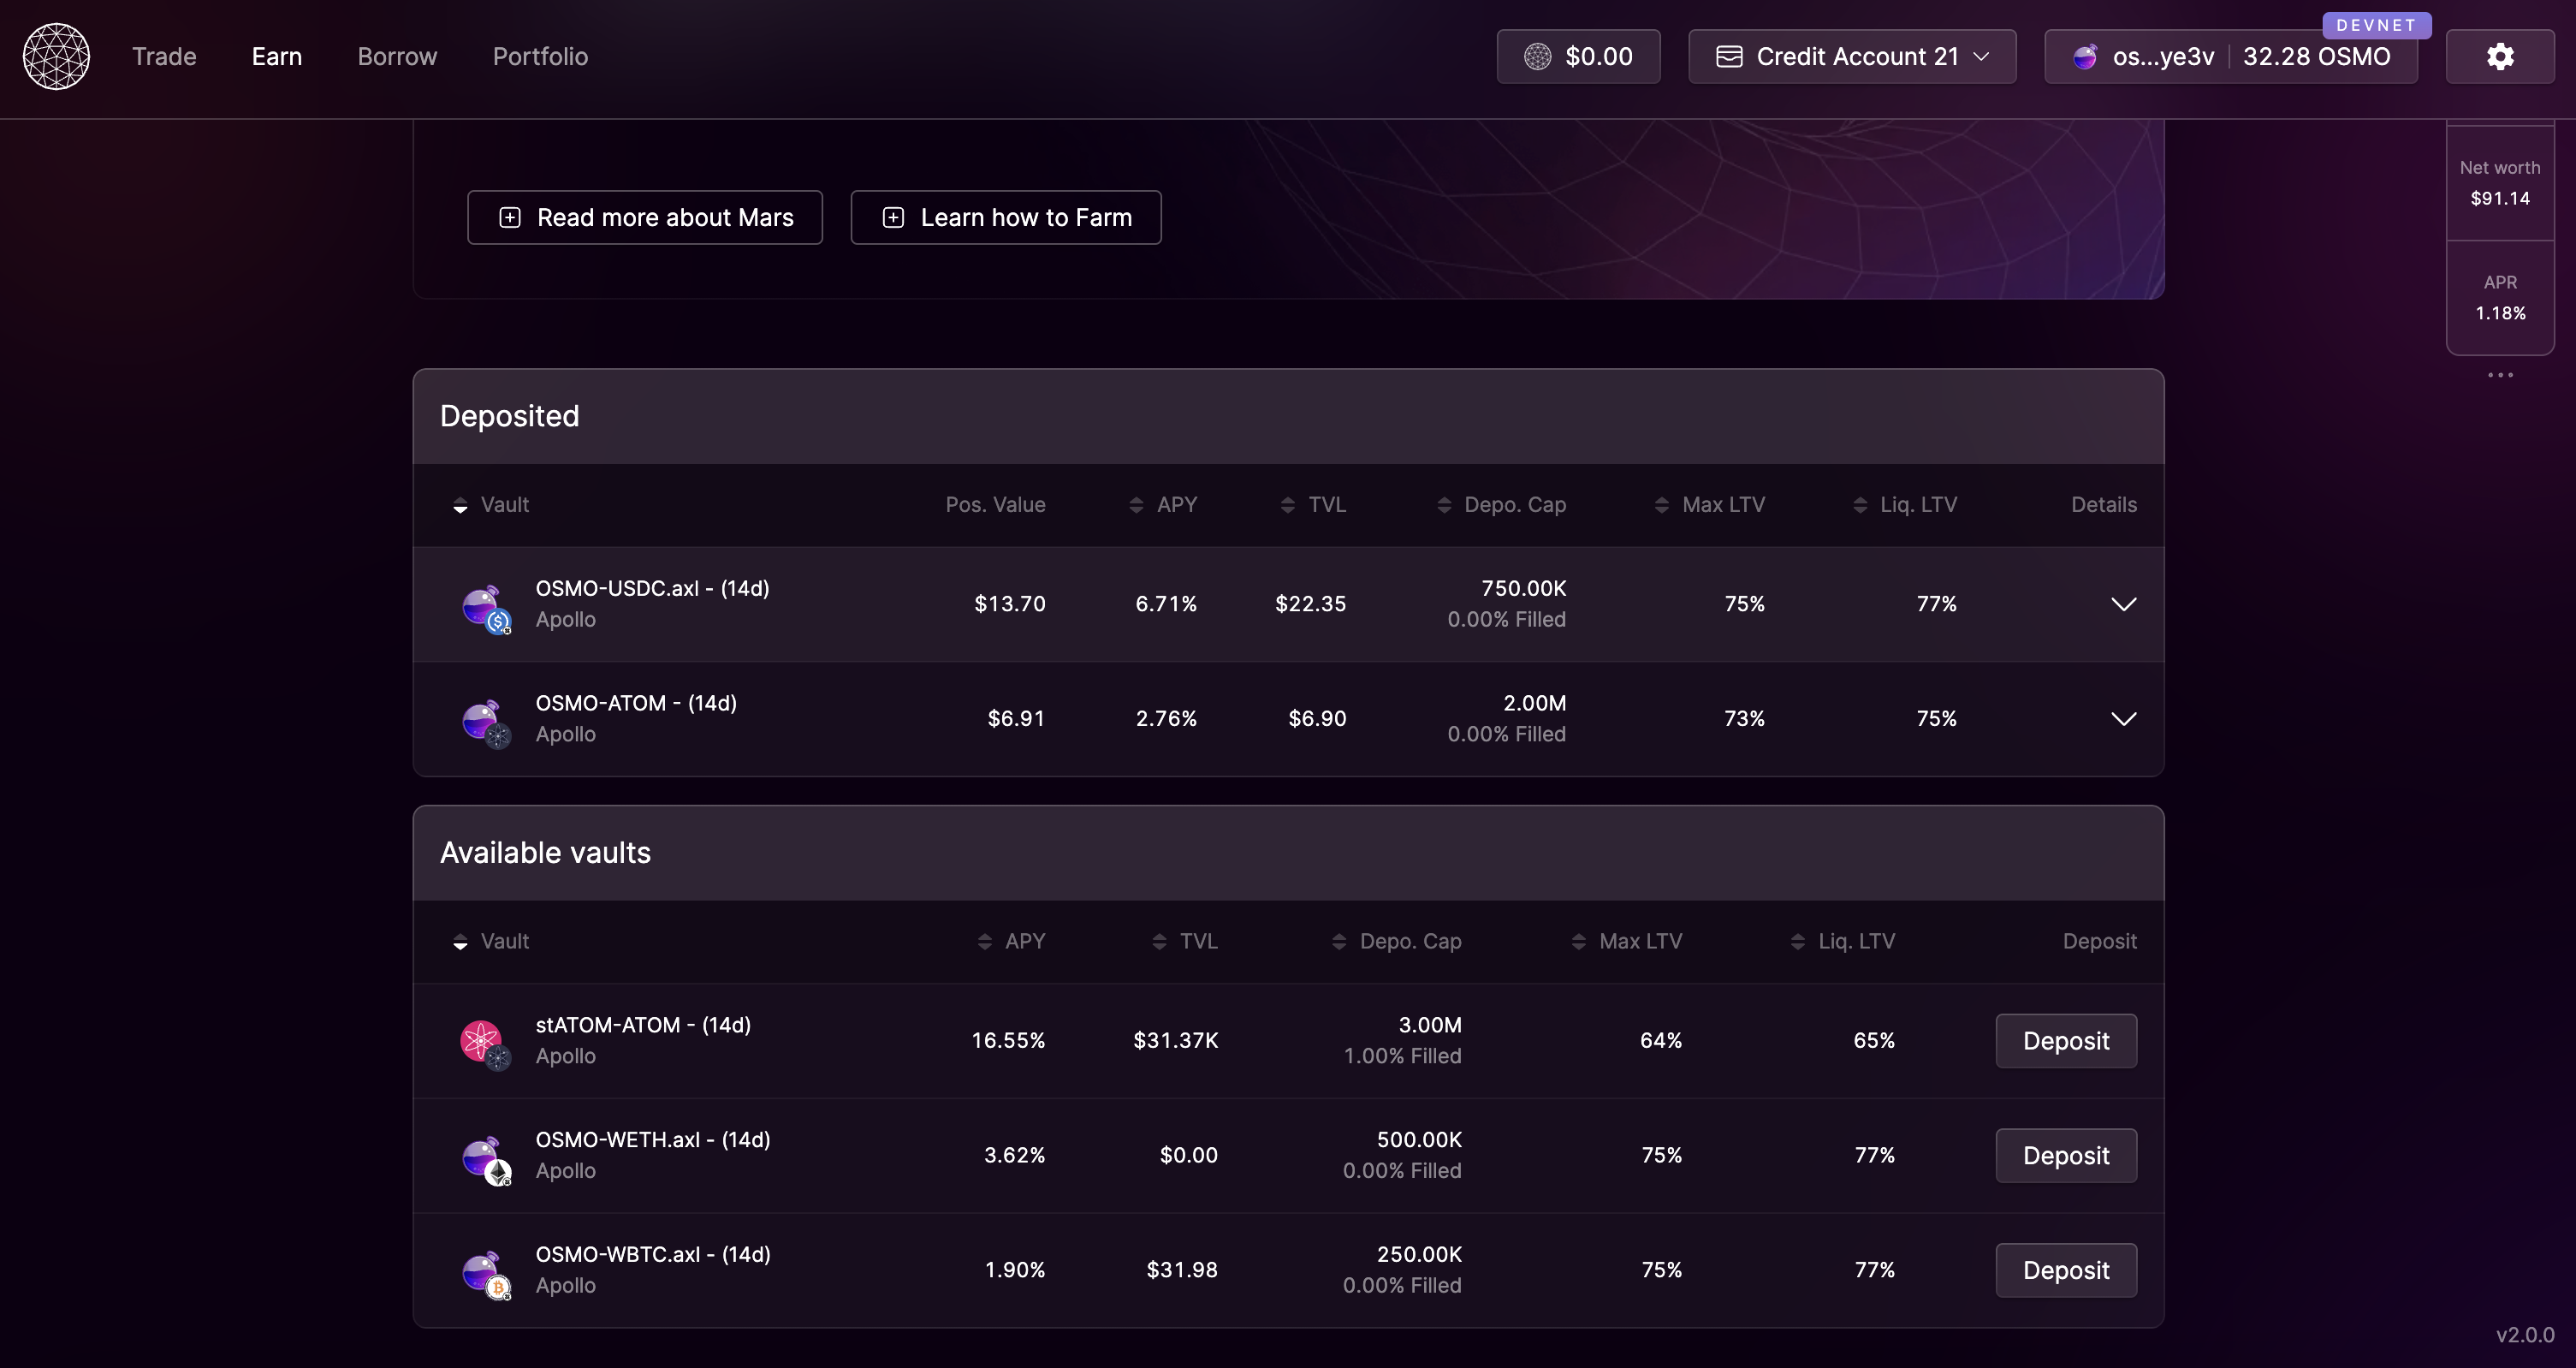 Trade Earn Borrow Portfolio $0.00 Credit Account 21 os...ye3v 32.28 OSMO
DEVNET
Net worth
$91.14
APR
1.18%
Read more about Mars Learn how to Farm
Deposited
Vault Pos. Value APY TVL Depo. Cap Max LTV Liq. LTV Details
OSMO-USDC.axl - (14d)
Apollo
$13.70 6.71% $22.35
750.00K
0.00% Filled
75% 77%
OSMO-ATOM - (14d)
Apollo
$6.91 2.76% $6.90
2.00M
0.00% Filled
73% 75%
Available vaults
Vault APY TVL Depo. Cap Max LTV Liq. LTV Deposit
stATOM-ATOM - (14d)
Apollo
16.55% $31.37K
3.00M
1.00% Filled
64% 65% Deposit
OSMO-WETH.axl - (14d)
Apollo
3.62% $0.00
500.00K
0.00% Filled
75% 77% Deposit
OSMO-WBTC.axl - (14d)
Apollo
1.90% $31.98
250.00K
0.00% Filled
75% 77% Deposit
v2.0.0